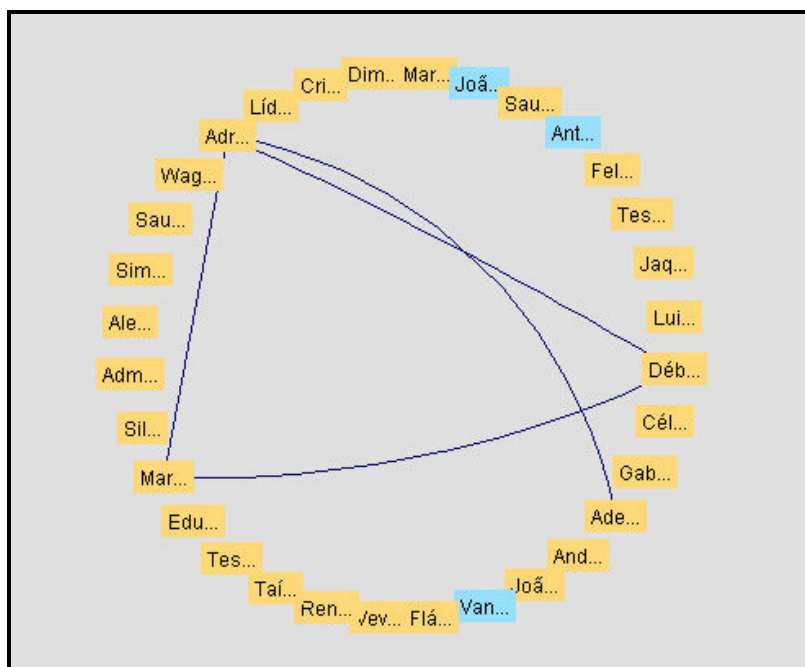 Dim...
Mar...
Joã...
Cri...
Sau...
Líd...
Ant...
Adr...
Fel...
Wag...
Tes...
Sau...
Jaq...
Sim...
Lui...
Ale...
Déb...
Adm...
Cél...
Sil...
Gab...
Mar...
Ade...
Edu...
And...
Tes...
Joã...
Taí...
Van...
Ren...
Vev...
Flá...